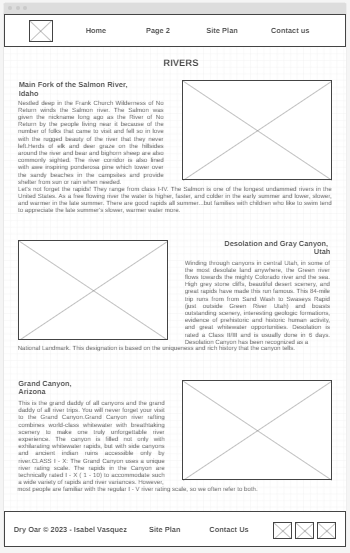 Home Page 2 Site Plan Contact us
RIVERS
Main Fork of the Salmon River,
Idaho
Nestled deep in the Frank Church Wilderness of No
Return winds the Salmon River. The Salmon was
given the nickname long ago as the River of No
Return by the people living near it because of the
number of folks that came to visit and fell so in love
with the rugged beauty of the river that they never
left.Herds of elk and deer graze on the hillsides
around the river and bear and bighorn sheep are also
commonly sighted. The river corridor is also lined
with awe inspiring ponderosa pine which tower over
the sandy beaches in the campsites and provide
shelter from sun or rain when needed.
Let's not forget the rapids! They range from class I-IV. The Salmon is one of the longest undammed rivers in the
United States. As a free flowing river the water is higher, faster, and colder in the early summer and lower, slower,
and warmer in the late summer. There are good rapids all summer...but families with children who like to swim tend
to appreciate the late summer's slower, warmer water more.
Desolation and Gray Canyon,
Utah
Winding through canyons in central Utah, in some of
the most desolate land anywhere, the Green river
flows towards the mighty Colorado river and the sea.
High grey stone cliffs, beautiful desert scenery, and
great rapids have made this run famous. This 84-mile
trip runs from from Sand Wash to Swaseys Rapid
(just outside Green River Utah) and boasts
outstanding scenery, interesting geologic formations,
evidence of prehistoric and historic human activity,
and great whitewater opportunities. Desolation is
rated a Class II/III and is usually done in 6 days.
Desolation Canyon has been recognized as a
National Landmark. This designation is based on the uniqueness and rich history that the canyon tells.
Grand Canyon,
Arizona
This is the grand daddy of all canyons and the grand
daddy of all river trips. You will never forget your visit
to the Grand Canyon.Grand Canyon river rafting
combines world-class whitewater with breathtaking
scenery to make one truly unforgettable river
experience. The canyon is filled not only with
exhilarating whitewater rapids, but with side canyons
and ancient indian ruins accessible only by
river.CLASS I - X: The Grand Canyon uses a unique
river rating scale. The rapids in the Canyon are
technically rated I - X ( 1 - 10) to accommodate such
a wide variety of rapids and river variances. However,
most people are familiar with the regular I - V river rating scale, so we often refer to both.
Dry Oar © 2023 - Isabel Vasquez Site Plan Contact Us